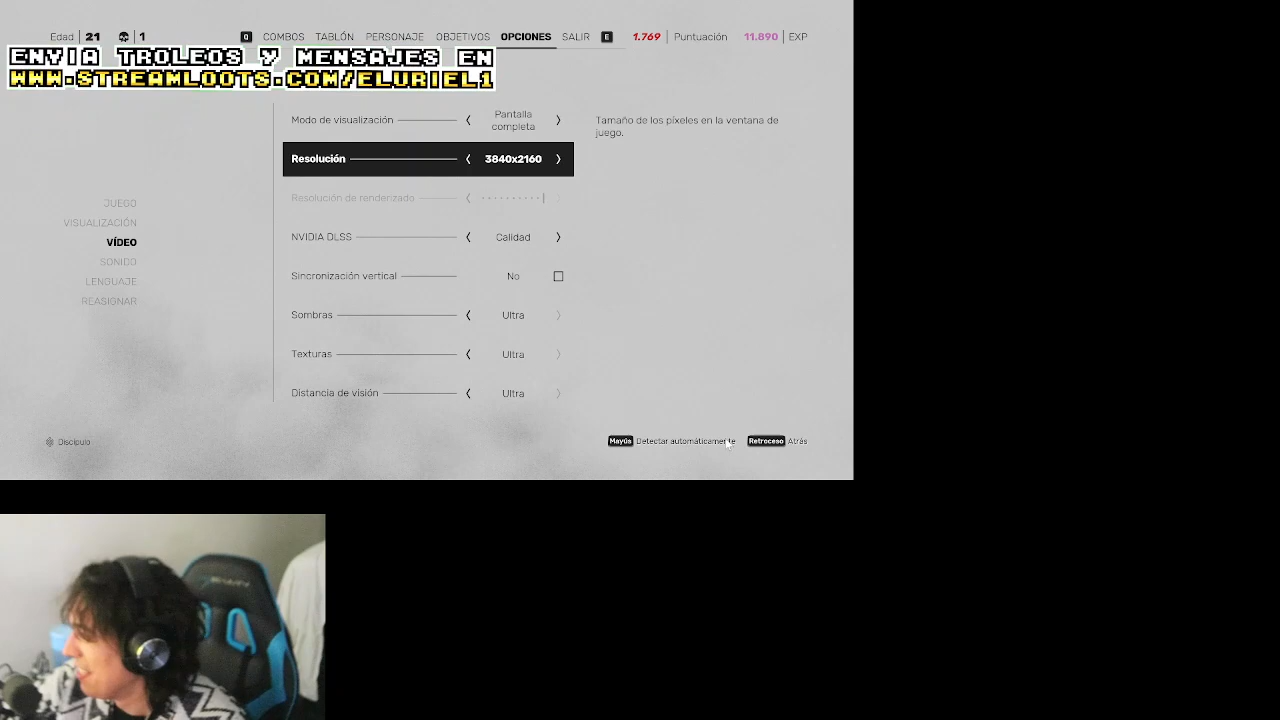 Edad 21 1 Q COMBOS TABLÓN PERSONAJE OBJETIVOS OPCIONES SALIR E 1.769 Puntuación 11.890 EXP
ENVIA TROLEOS Y MENSAJES EN
WWW.STREAMLOOTS.COM/ELURIEL1
Modo de visualización Pantalla completa
Tamaño de los píxeles en la ventana de
juego.
Resolución 3840x2160
Resolución de renderizado
NVIDIA DLSS Calidad
Sincronización vertical No
Sombras Ultra
Texturas Ultra
Distancia de visión Ultra
JUEGO
VISUALIZACIÓN
VÍDEO
SONIDO
LENGUAJE
REASIGNAR
Discípulo
Mayús Detectar automáticamente Retroceso Atrás